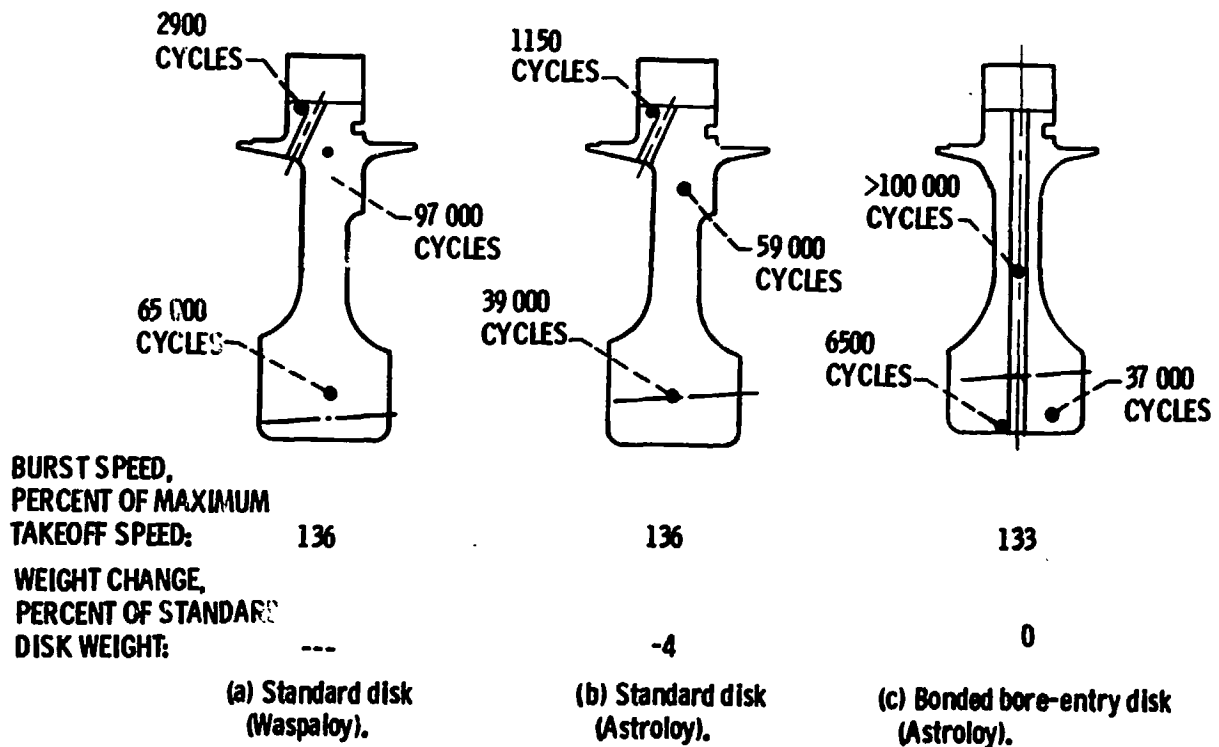 2900
CYCLES
97 000
CYCLES
65 000
CYCLES
1150
CYCLES
59 000
CYCLES
39 000
CYCLES
>100 000
CYCLES
6500
CYCLES
37 000
CYCLES
BURST SPEED,
PERCENT OF MAXIMUM
TAKEOFF SPEED: 136 136 133
WEIGHT CHANGE,
PERCENT OF STANDARD
DISK WEIGHT: --- -4 0
(a) Standard disk
(Waspaloy).
(b) Standard disk
(Astroloy).
(c) Bonded bore-entry disk
(Astroloy).